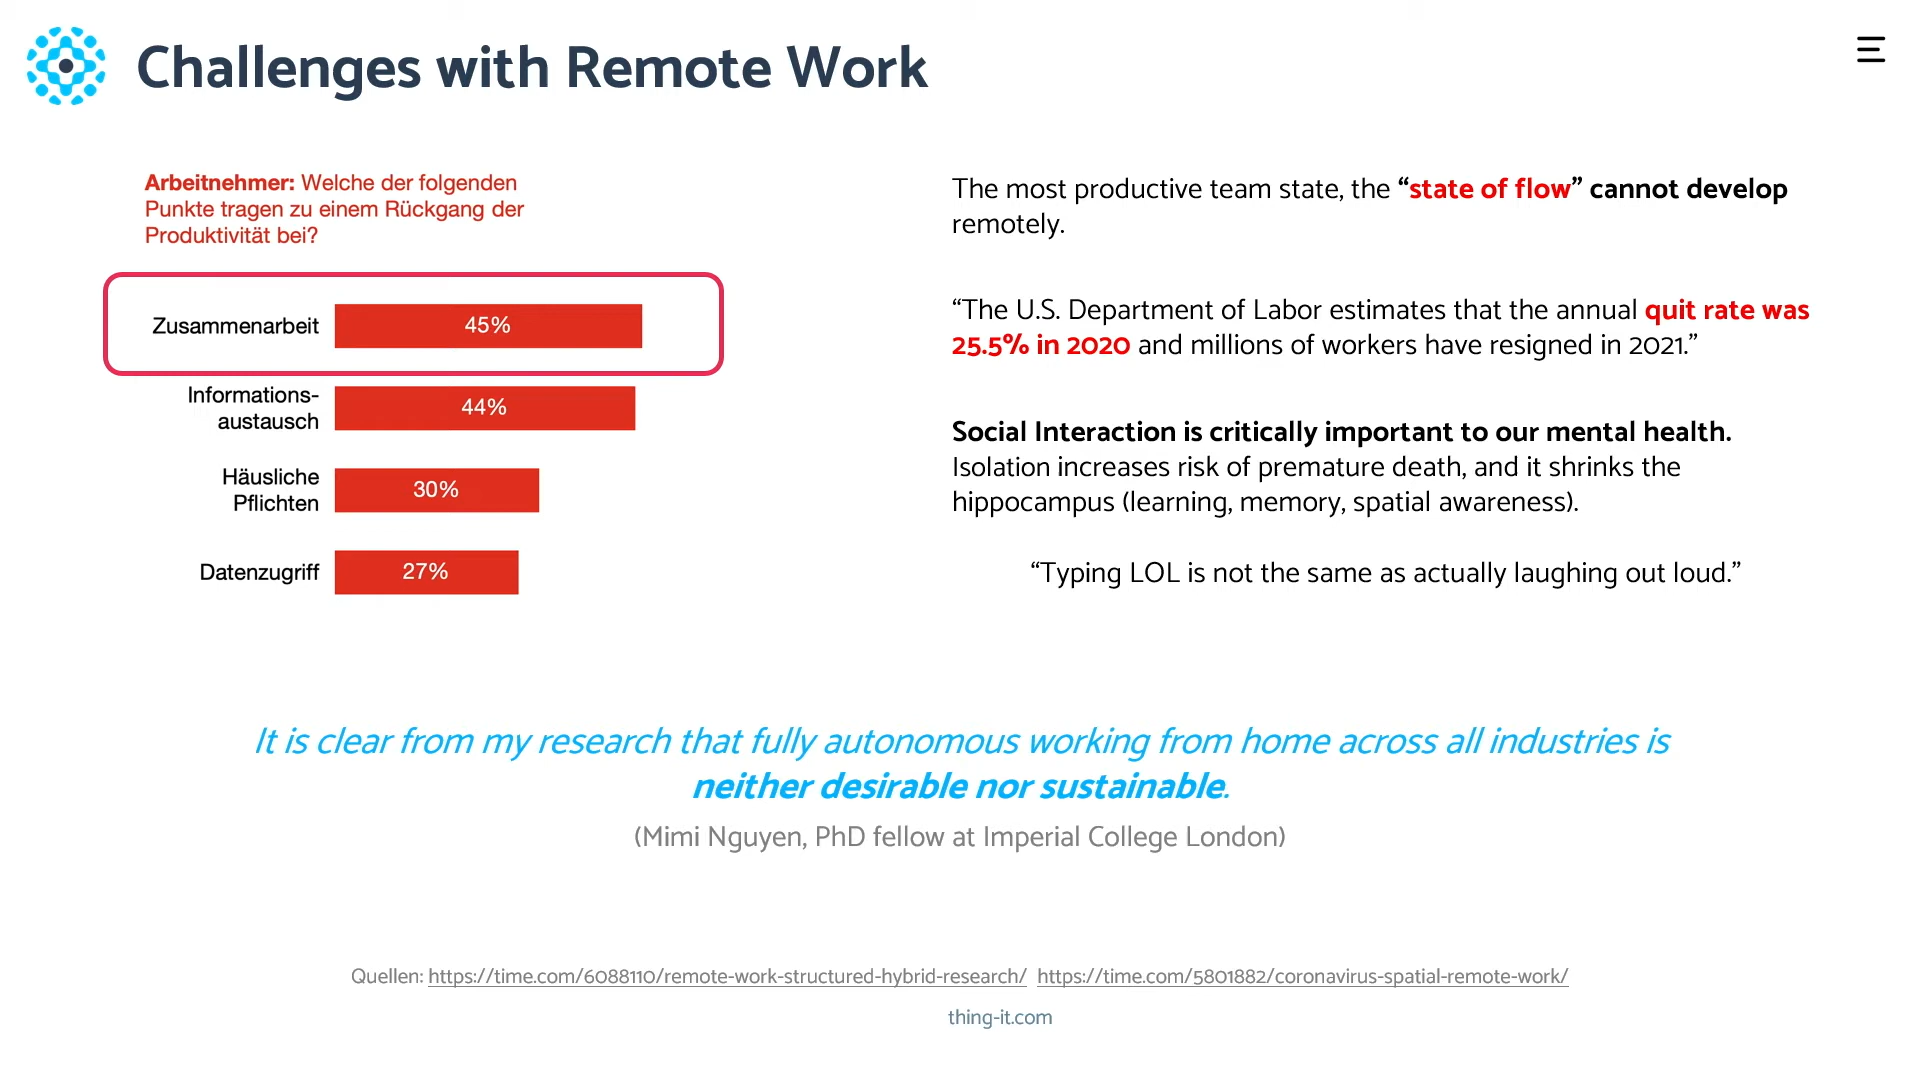 Challenges with Remote Work
Arbeitnehmer: Welche der folgenden
Punkte tragen zu einem Rückgang der
Produktivität bei?
Zusammenarbeit 45%
Informations-
austausch 44%
Häusliche
Pflichten 30%
Datenzugriff 27%
The most productive team state, the “state of flow” cannot develop
remotely.
“The U.S. Department of Labor estimates that the annual quit rate was
25.5% in 2020 and millions of workers have resigned in 2021.”
Social Interaction is critically important to our mental health.
Isolation increases risk of premature death, and it shrinks the
hippocampus (learning, memory, spatial awareness).
“Typing LOL is not the same as actually laughing out loud.”
It is clear from my research that fully autonomous working from home across all industries is
neither desirable nor sustainable.
(Mimi Nguyen, PhD fellow at Imperial College London)
Quellen: https://time.com/6088110/remote-work-structured-hybrid-research/ https://time.com/5801882/coronavirus-spatial-remote-work/
thing-it.com